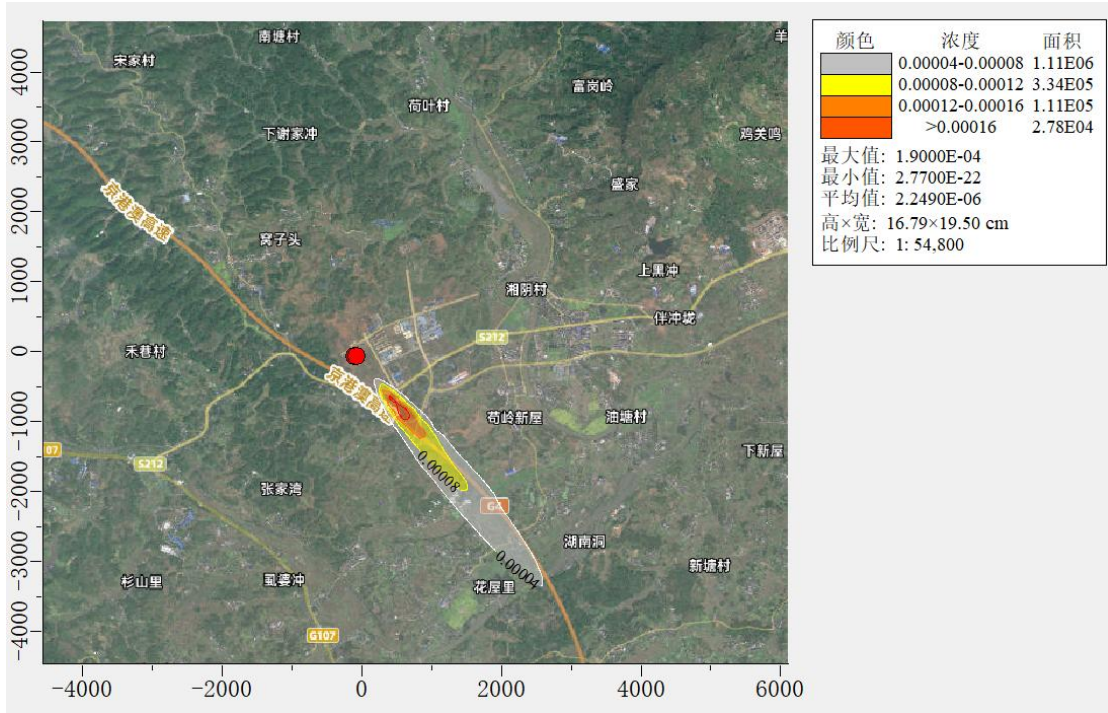 南塘村
宋家村
羊
富岗岭
荷叶村
下谢家冲
鸡关鸣
盛家
京港澳高速
窝子头
上黑冲
湘阴村
伴冲垅
S212
禾巷村
京港澳高速
苟岭新屋
油塘村
下新屋
07
S212
0.00008
张家湾
G4
湖南洞
0.00004
新塘村
杉山里
虱婆冲
花屋里
G107
4000
3000
2000
1000
0
-1000
-2000
-3000
-4000
-4000 -2000 0 2000 4000 6000
颜色 浓度 面积
0.00004-0.00008 1.11E06
0.00008-0.00012 3.34E05
0.00012-0.00016 1.11E05
>0.00016 2.78E04
最大值: 1.9000E-04
最小值: 2.7700E-22
平均值: 2.2490E-06
高×宽: 16.79×19.50 cm
比例尺: 1: 54,800